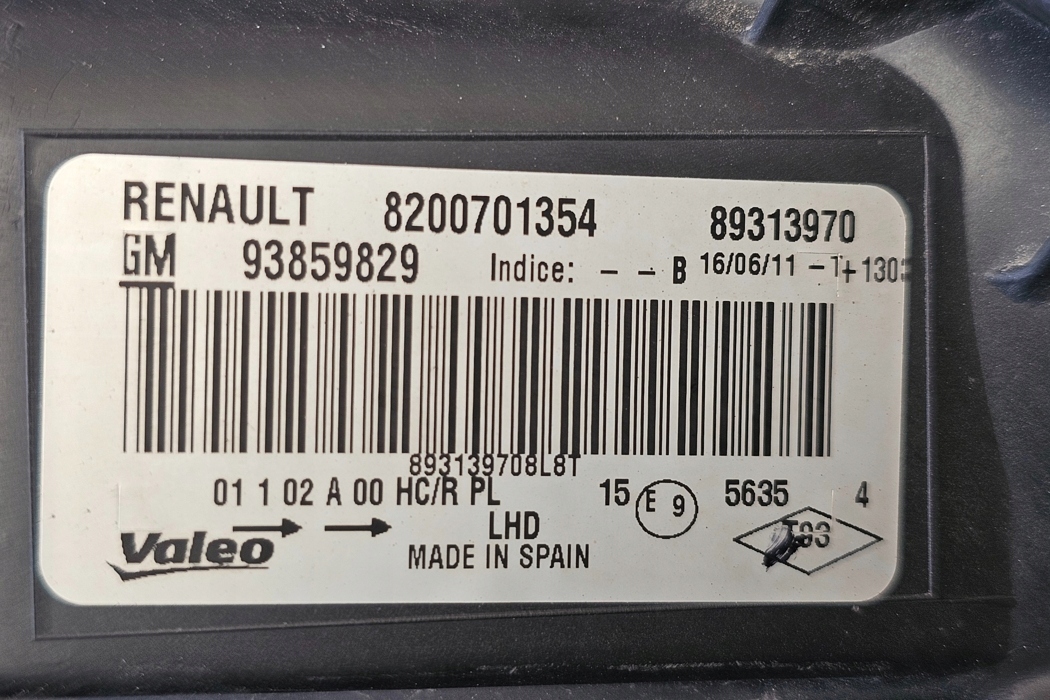 RENAULT 8200701354 89313970
GM 93859829 Indice: - - B 16/06/11 - T+ 130
893139708L8T
01 1 02 A 00 HC/R PL 15 E 9 5635 4
LHD
Valeo MADE IN SPAIN